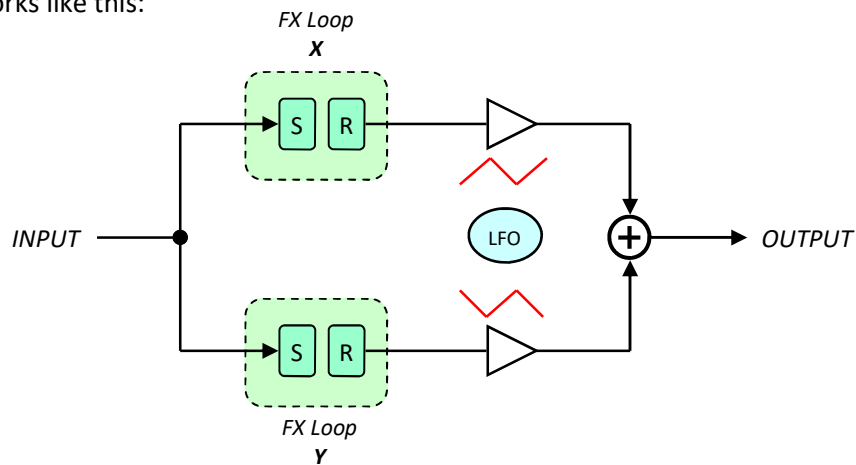 orks like this:
FX Loop
X
S R
INPUT
LFO
+
OUTPUT
S R
FX Loop
Y